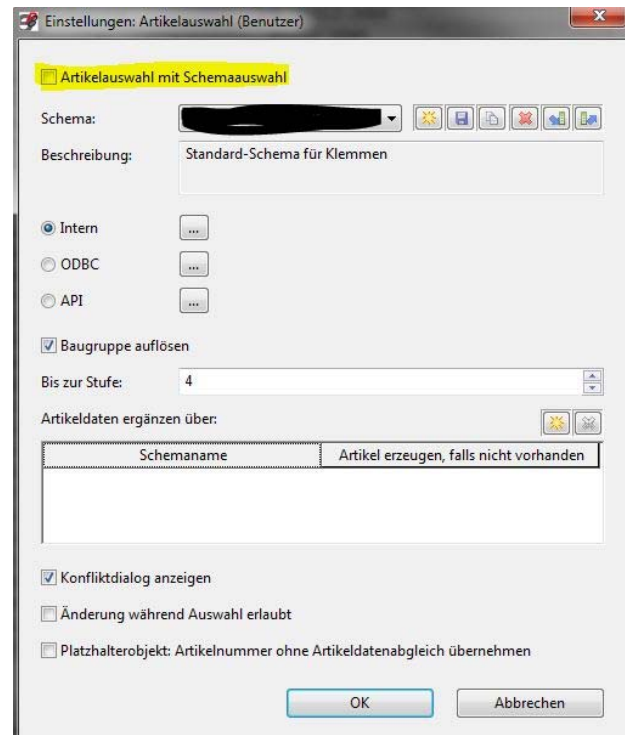 Einstellungen: Artikelauswahl (Benutzer)
Artikelauswahl mit Schemaauswahl
Schema:
Beschreibung:
Standard-Schema für Klemmen
Intern
...
ODBC
...
API
...
Baugruppe auflösen
Bis zur Stufe:
4
Artikeldaten ergänzen über:
Schemaname
Artikel erzeugen, falls nicht vorhanden
Konfliktdialog anzeigen
Änderung während Auswahl erlaubt
Platzhalterobjekt: Artikelnummer ohne Artikeldatenabgleich übernehmen
OK
Abbrechen